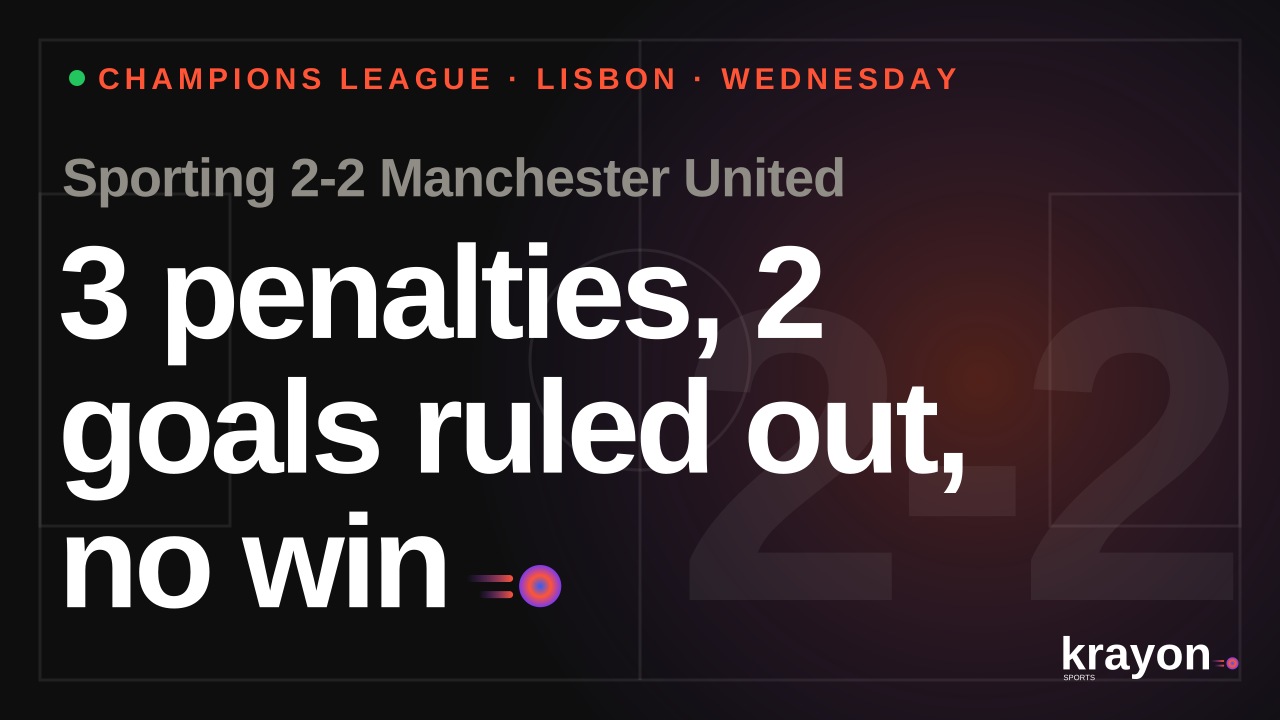 CHAMPIONS LEAGUE · LISBON · WEDNESDAY
Sporting 2-2 Manchester United
3 penalties, 2
goals ruled out,
no win
2-2
krayon
SPORTS